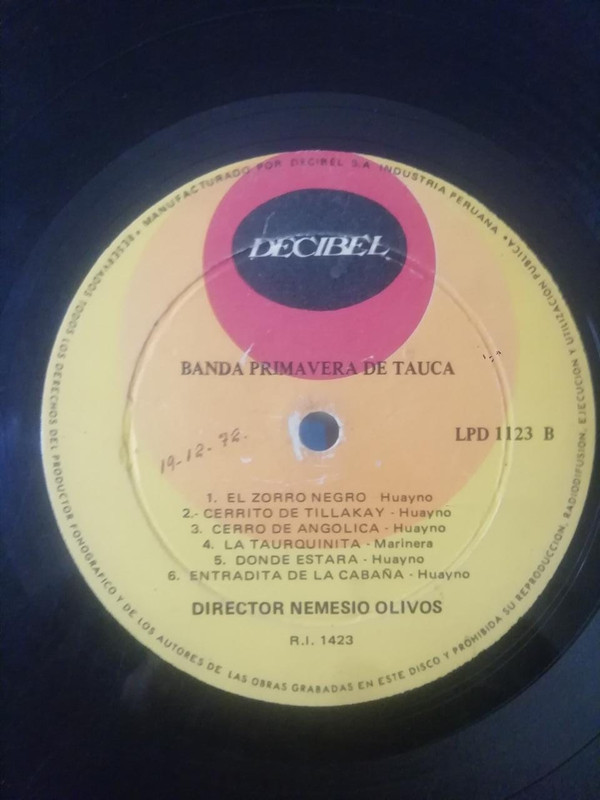 RESERVADOS TODOS LOS DERECHOS DEL PRODUCTOR FONOGRAFICO Y DE LOS AUTORES DE LAS OBRAS GRABADAS EN ESTE DISCO Y PROHIBIDA SU REPRODUCCION, RADIODIFUSION, EJECUCION Y UTILIZACION PUBLICA • MANUFACTURADO POR DECIBEL S.A. INDUSTRIA PERUANA •
DECIBEL
BANDA PRIMAVERA DE TAUCA
LPD 1123 B
19-12-72.
1. EL ZORRO NEGRO Huayno
2.- CERRITO DE TILLAKAY - Huayno
3. CERRO DE ANGOLICA - Huayno
4. LA TAURQUINITA - Marinera
5. DONDE ESTARA - Huayno
6. ENTRADITA DE LA CABAÑA - Huayno
DIRECTOR NEMESIO OLIVOS
R.I. 1423